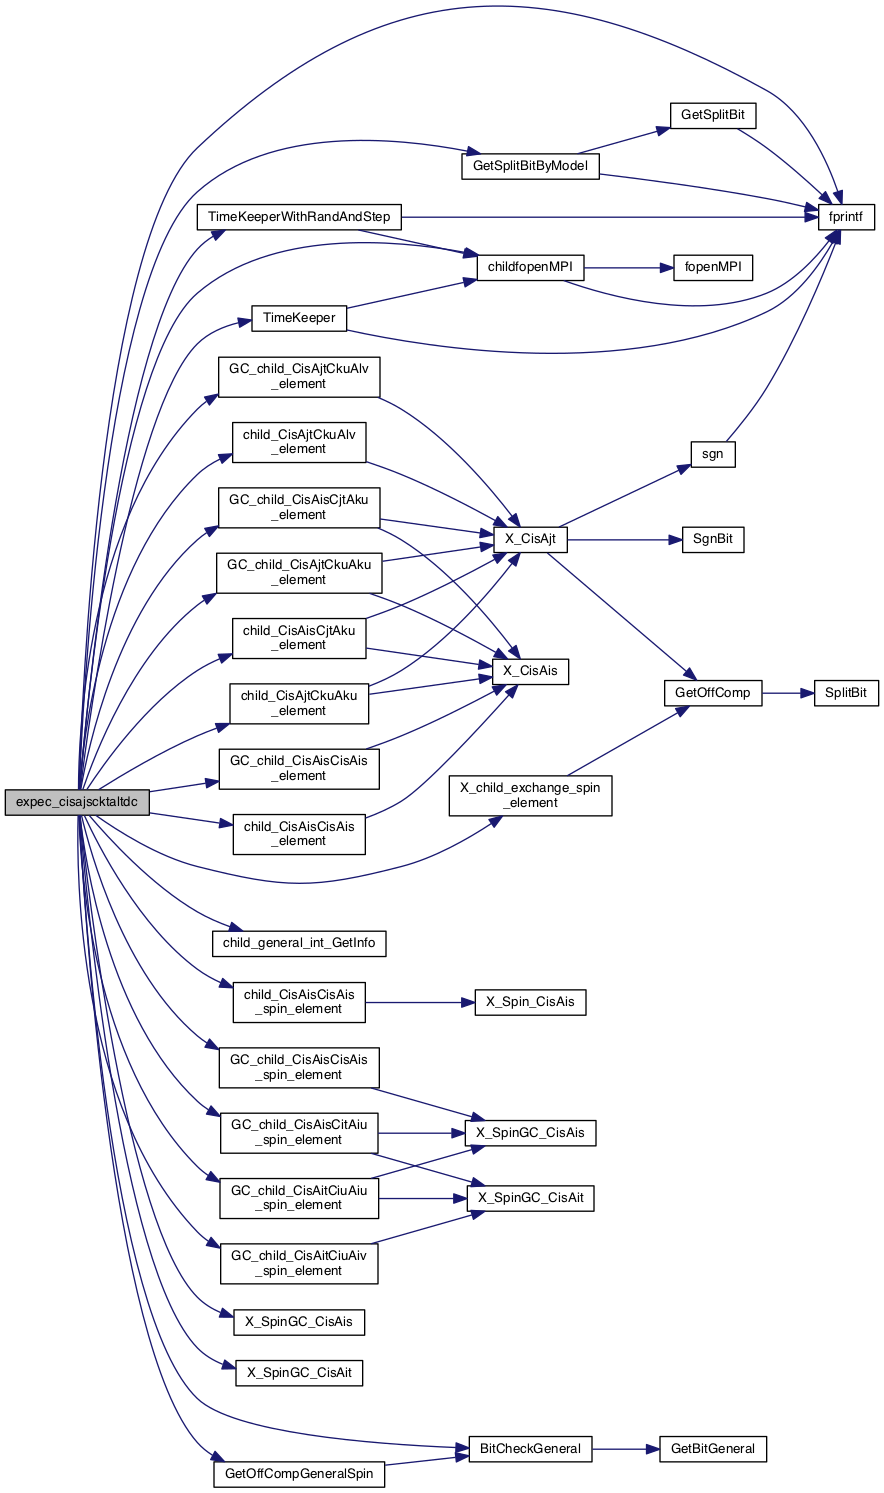 GetSplitBit
GetSplitBitByModel
TimeKeeperWithRandAndStep
fprintf
childfopenMPI
fopenMPI
TimeKeeper
GC_child_CisAjtCkuAlv
_element
child_CisAjtCkuAlv
_element
sgn
GC_child_CisAisCjtAku
_element
X_CisAjt
SgnBit
GC_child_CisAjtCkuAku
_element
child_CisAisCjtAku
_element
X_CisAis
child_CisAjtCkuAku
_element
GetOffComp
SplitBit
GC_child_CisAisCisAis
_element
X_child_exchange_spin
_element
expec_cisajscktaltdc
child_CisAisCisAis
_element
child_general_int_GetInfo
child_CisAisCisAis
_spin_element
X_Spin_CisAis
GC_child_CisAisCisAis
_spin_element
GC_child_CisAisCitAiu
_spin_element
X_SpinGC_CisAis
GC_child_CisAitCiuAiu
_spin_element
X_SpinGC_CisAit
GC_child_CisAitCiuAiv
_spin_element
X_SpinGC_CisAis
X_SpinGC_CisAit
BitCheckGeneral
GetBitGeneral
GetOffCompGeneralSpin